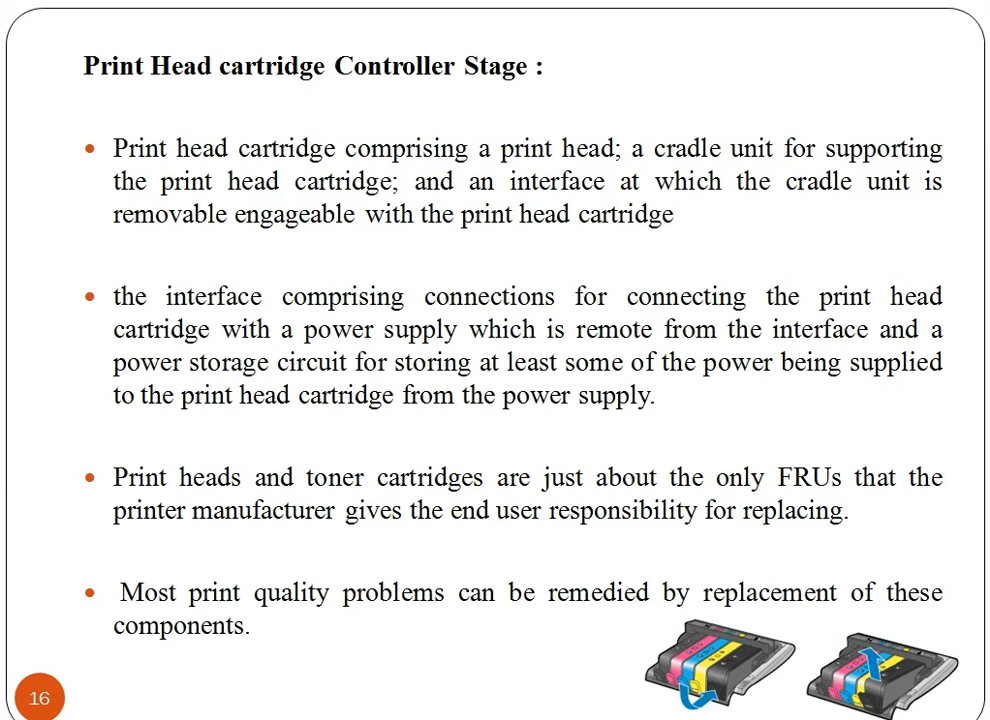 Print Head cartridge Controller Stage :
Print head cartridge comprising a print head; a cradle unit for supporting
the print head cartridge; and an interface at which the cradle unit is
removable engageable with the print head cartridge
the interface comprising connections for connecting the print head
cartridge with a power supply which is remote from the interface and a
power storage circuit for storing at least some of the power being supplied
to the print head cartridge from the power supply.
Print heads and toner cartridges are just about the only FRUs that the
printer manufacturer gives the end user responsibility for replacing.
Most print quality problems can be remedied by replacement of these
components.
16